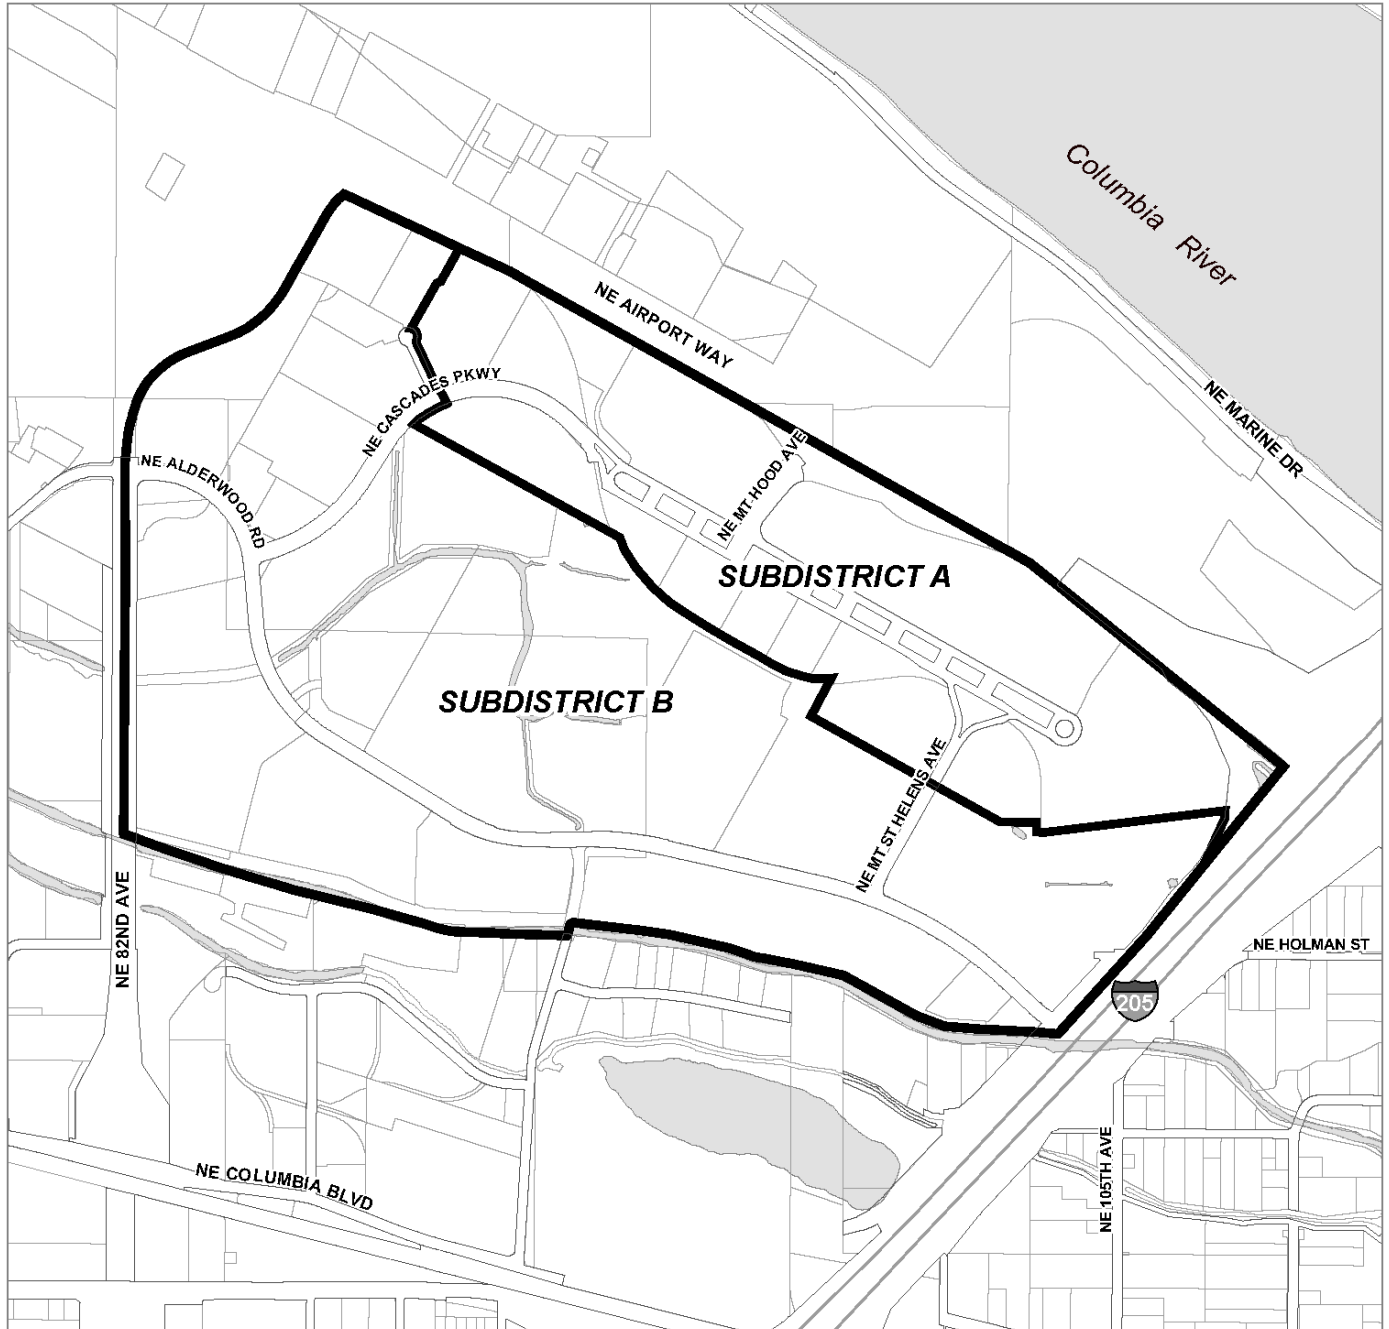 Columbia River
NE AIRPORT WAY
NE CASCADES PKWY
NE MARINE DR
NE ALDERWOOD RD
NE MT HOOD AVE
SUBDISTRICT A
SUBDISTRICT B
NE MT ST HELENS AVE
NE 82ND AVE
NE HOLMAN ST
205
NE 105TH AVE
NE COLUMBIA BLVD